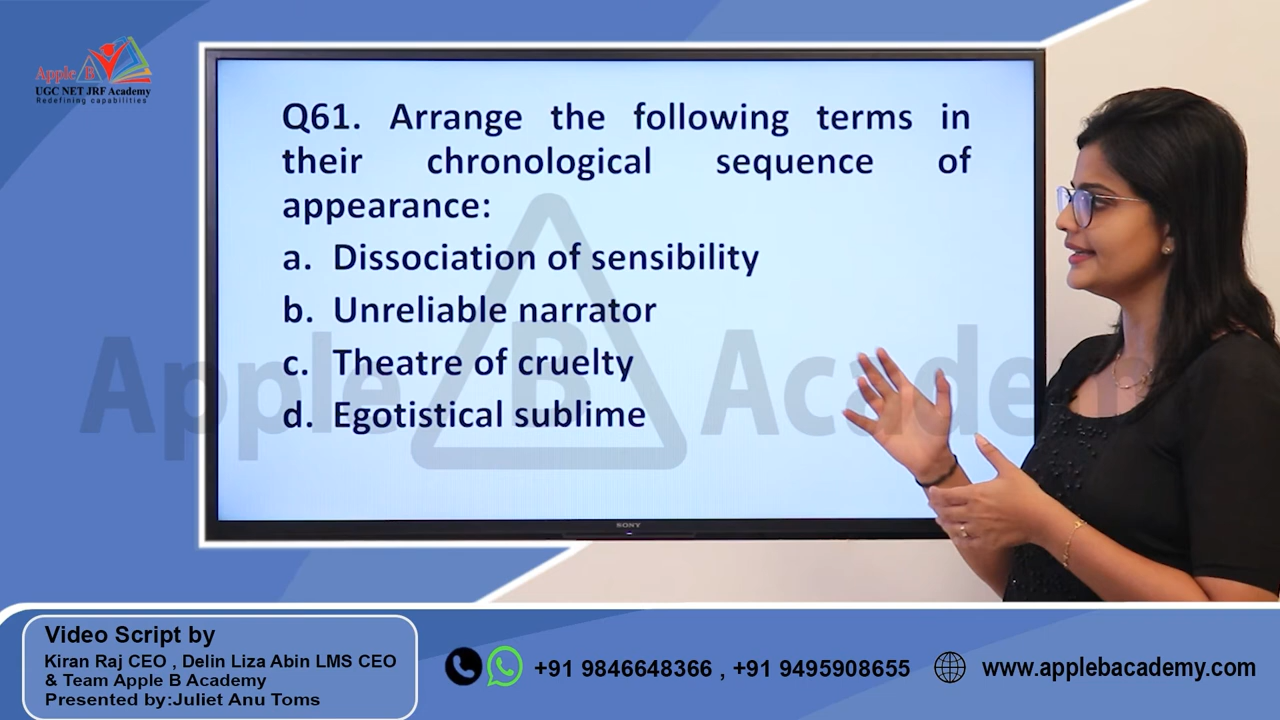 Apple B
UGC NET JRF Academy
Redefining capabilities
Q61. Arrange the following terms in
their chronological sequence of
appearance:
a. Dissociation of sensibility
b. Unreliable narrator
c. Theatre of cruelty
d. Egotistical sublime
Apple B Academy
SONY
Video Script by
Kiran Raj CEO , Delin Liza Abin LMS CEO
& Team Apple B Academy
Presented by:Juliet Anu Toms
+91 9846648366 , +91 9495908655
www.applebacademy.com